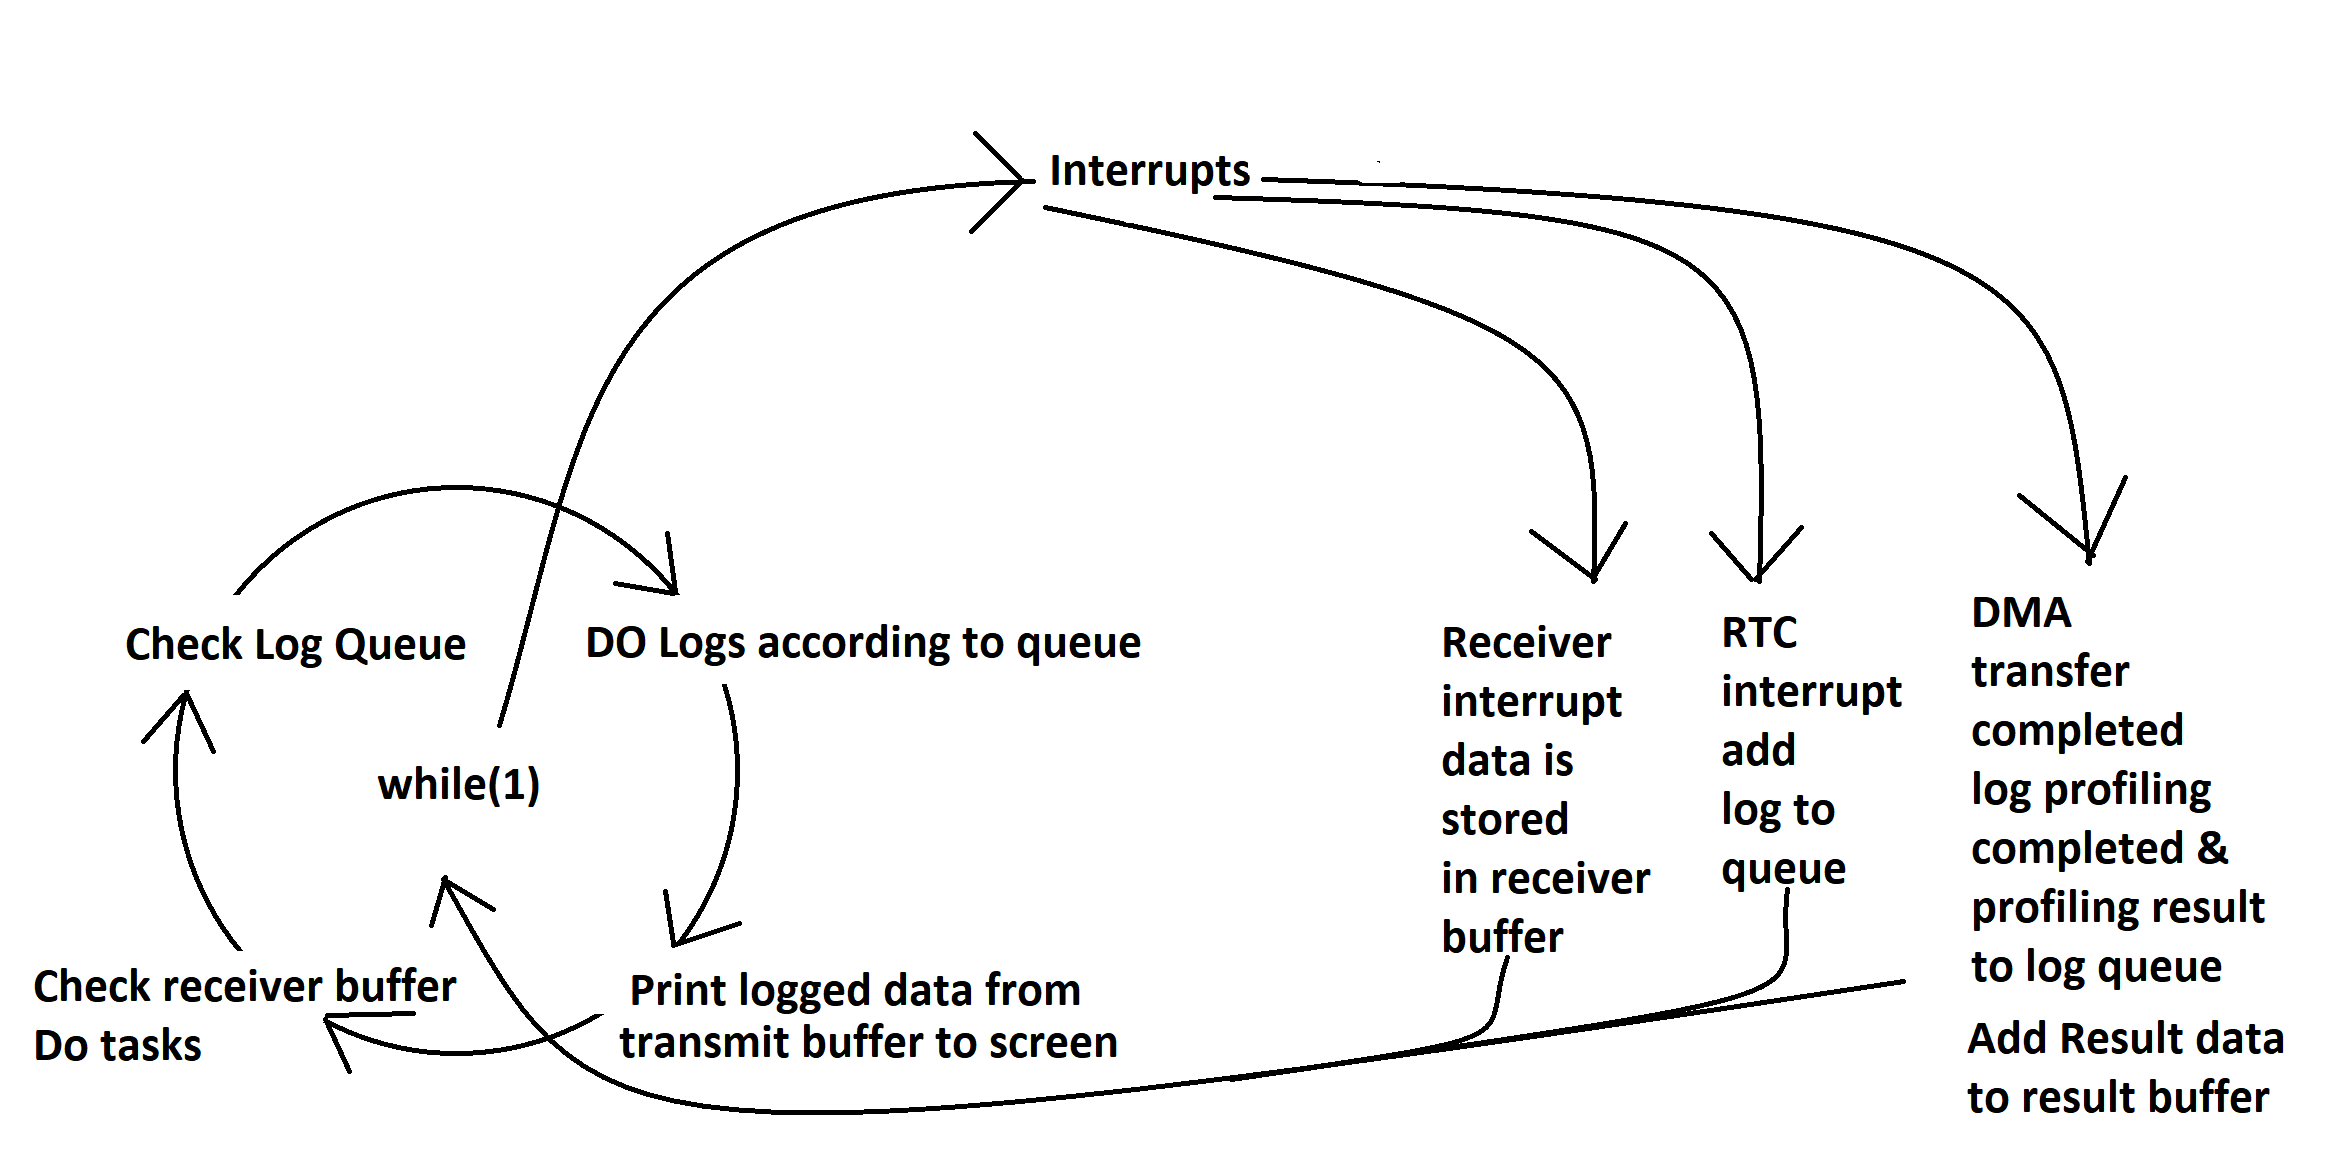 Interrupts
Check Log Queue
DO Logs according to queue
while(1)
Check receiver buffer
Do tasks
Print logged data from
transmit buffer to screen
Receiver
interrupt
data is
stored
in receiver
buffer
RTC
interrupt
add
log to
queue
DMA
transfer
completed
log profiling
completed &
profiling result
to log queue
Add Result data
to result buffer